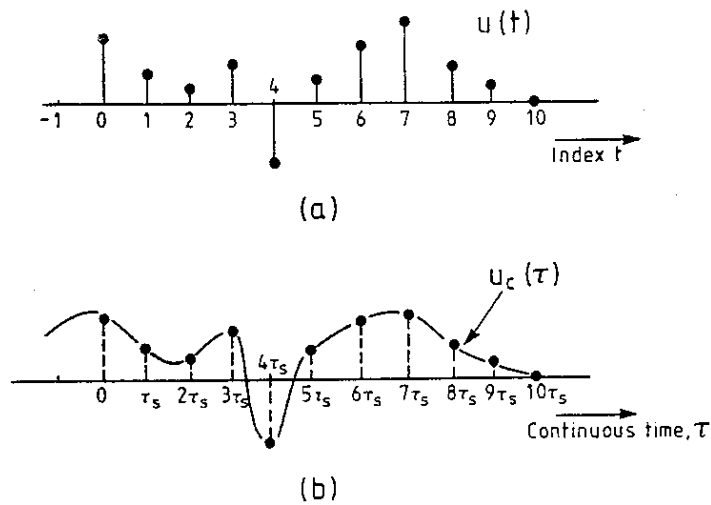 u(t)
4
-1 0 1 2 3 5 6 7 8 9 10
Index t
(a)
u_c(τ)
4τ_s
0 τ_s 2τ_s 3τ_s 5τ_s 6τ_s 7τ_s 8τ_s 9τ_s 10τ_s
Continuous time, τ
(b)